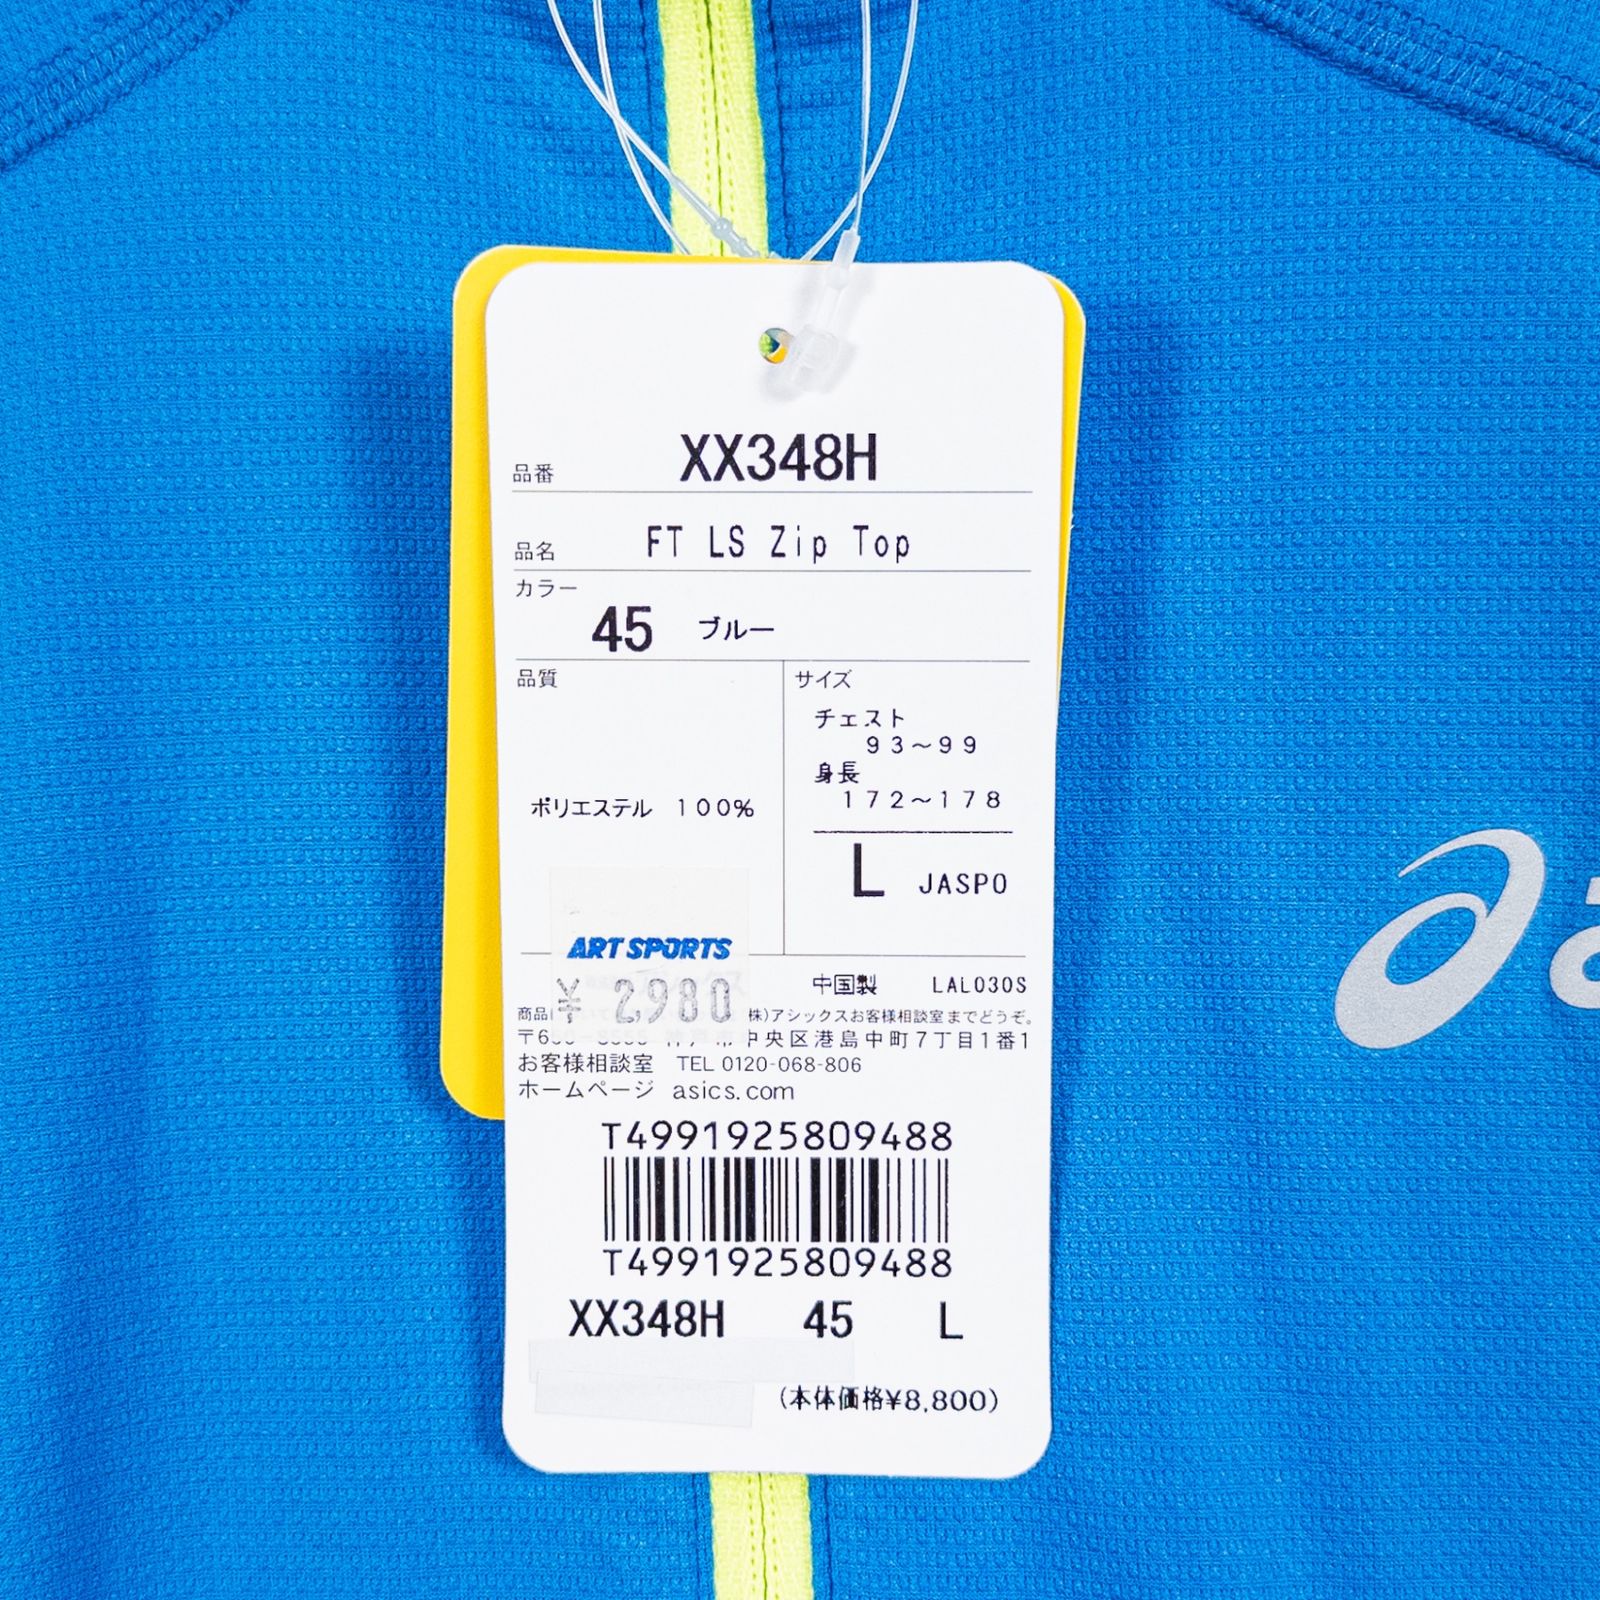 品番 XX348H
品名 FT LS Zip Top
カラー
45 ブルー
品質
ポリエステル 100%
サイズ
チェスト
93~99
身長
172~178
L JASPO
ART SPORTS
¥ 2980
中国製 LAL030S
商品 株)アシックスお客様相談室までどうぞ。
中央区港島中町7丁目1番1
お客様相談室 TEL 0120-068-806
ホームページ asics.com
T4991925809488
T4991925809488
XX348H 45 L
(本体価格¥8,800)